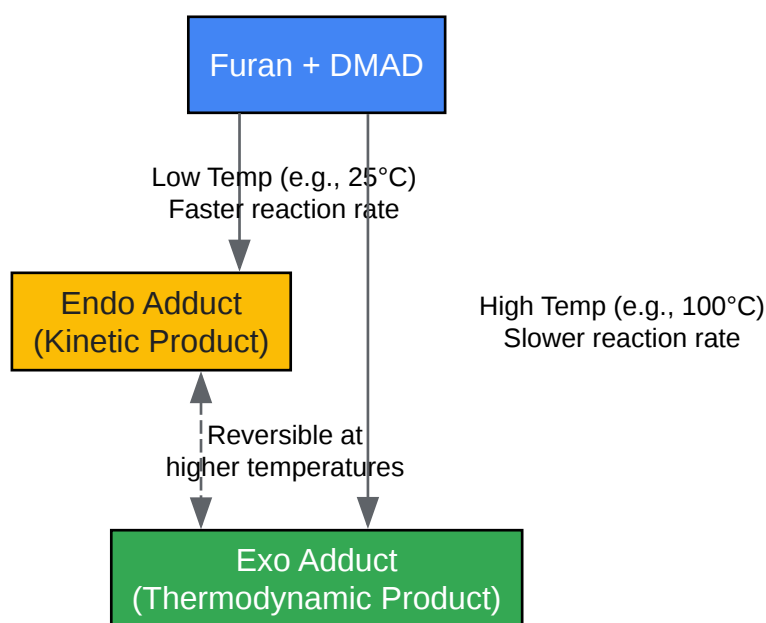 Furan + DMAD
Low Temp (e.g., 25°C)
Faster reaction rate
Endo Adduct
(Kinetic Product)
High Temp (e.g., 100°C)
Slower reaction rate
Reversible at
higher temperatures
Exo Adduct
(Thermodynamic Product)